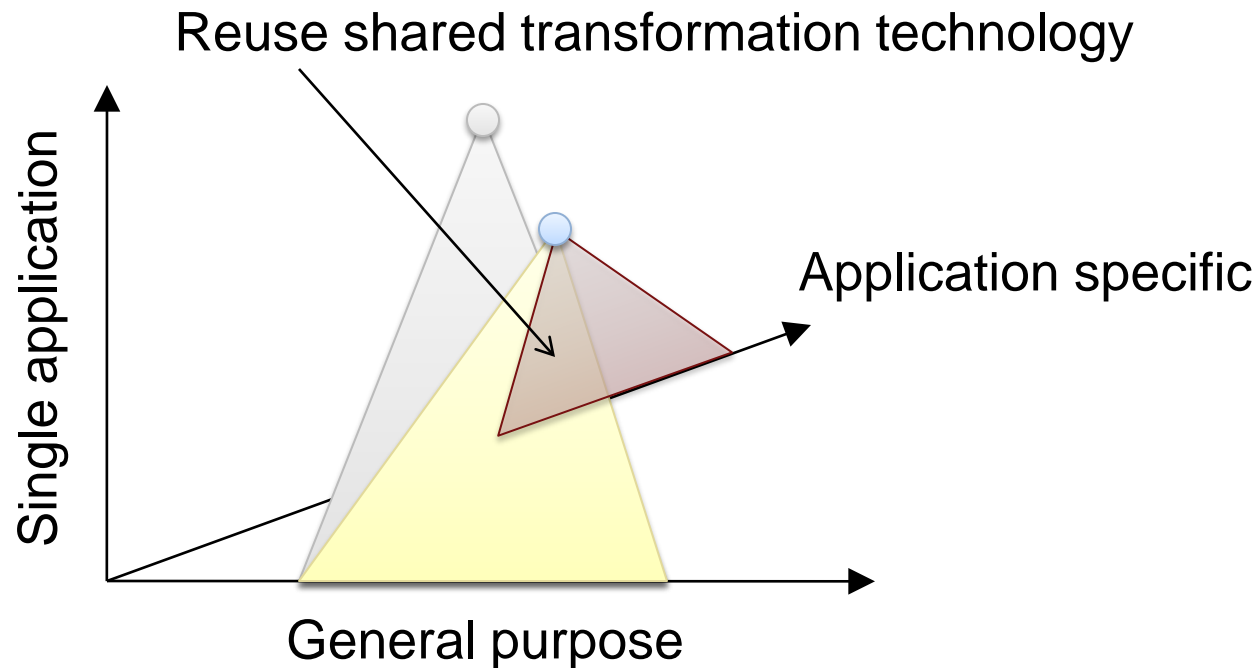 Reuse shared transformation technology
Single application
Application specific
General purpose